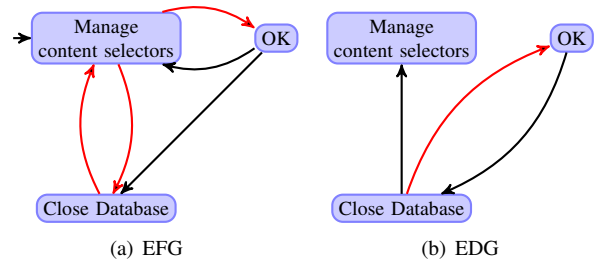 Manage
content selectors
OK
Close Database
(a) EFG
Manage
content selectors
OK
Close Database
(b) EDG